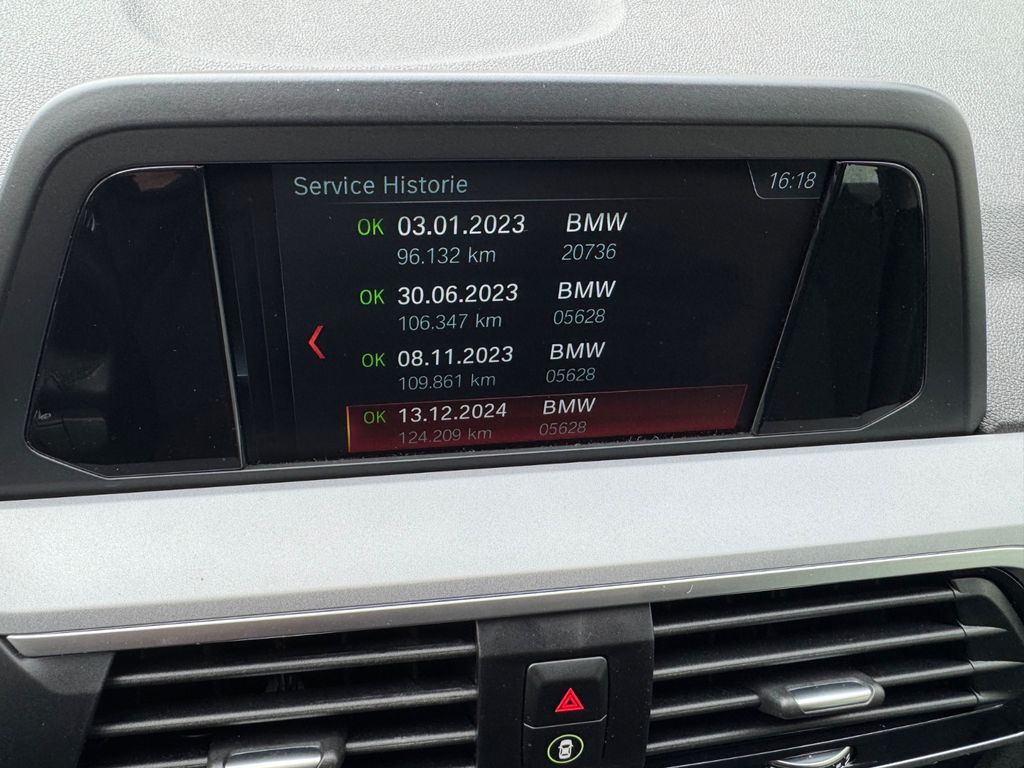 Service Historie 16:18
OK 03.01.2023 BMW
96.132 km 20736
OK 30.06.2023 BMW
106.347 km 05628
OK 08.11.2023 BMW
109.861 km 05628
OK 13.12.2024 BMW
124.209 km 05628